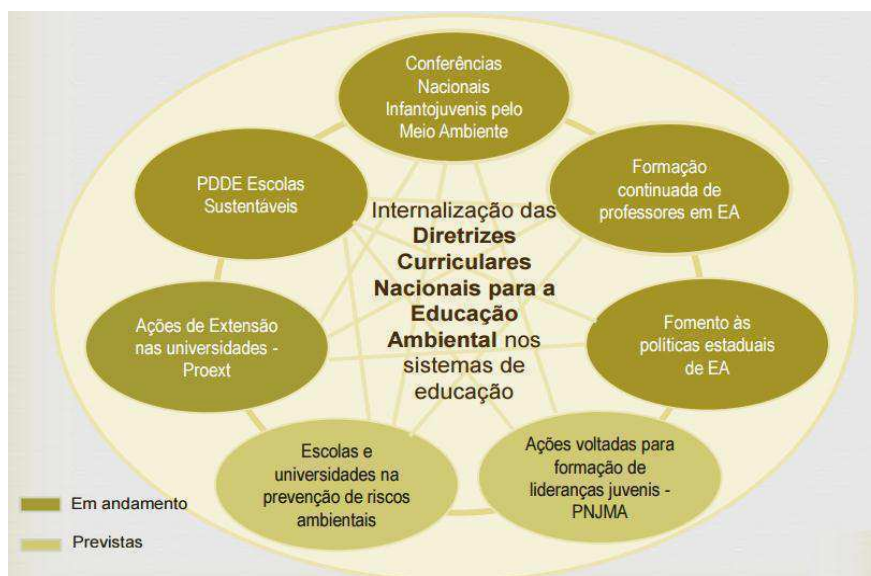 Conferências
Nacionais
Infantojuvenis pelo
Meio Ambiente
PDDE Escolas
Sustentáveis
Formação
continuada de
professores em EA
Internalização das
Diretrizes
Curriculares
Nacionais para a
Educação
Ambiental nos
sistemas de
educação
Ações de Extensão
nas universidades -
Proext
Fomento às
políticas estaduais
de EA
Escolas e
universidades na
prevenção de riscos
ambientais
Ações voltadas para
formação de
lideranças juvenis -
PNJMA
Em andamento
Previstas